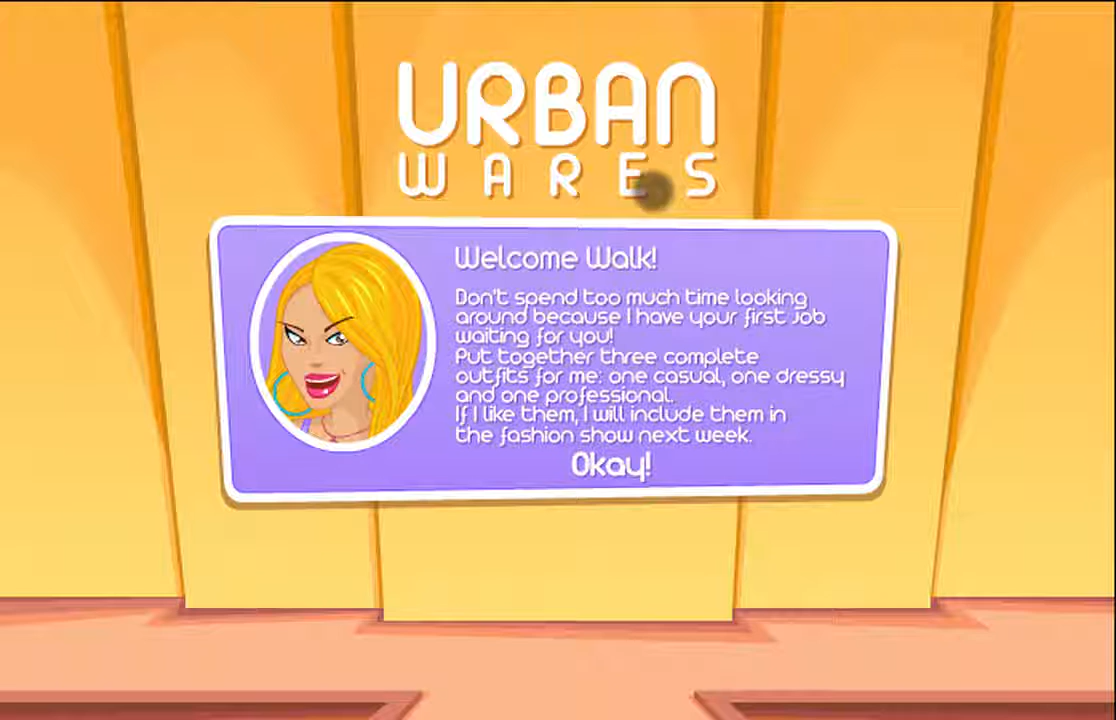 URBAN
WARES
Welcome Walk!
Don't spend too much time looking
around because I have your first job
waiting for you!
Put together three complete
outfits for me: one casual, one dressy
and one professional.
If I like them, I will include them in
the fashion show next week.
Okay!